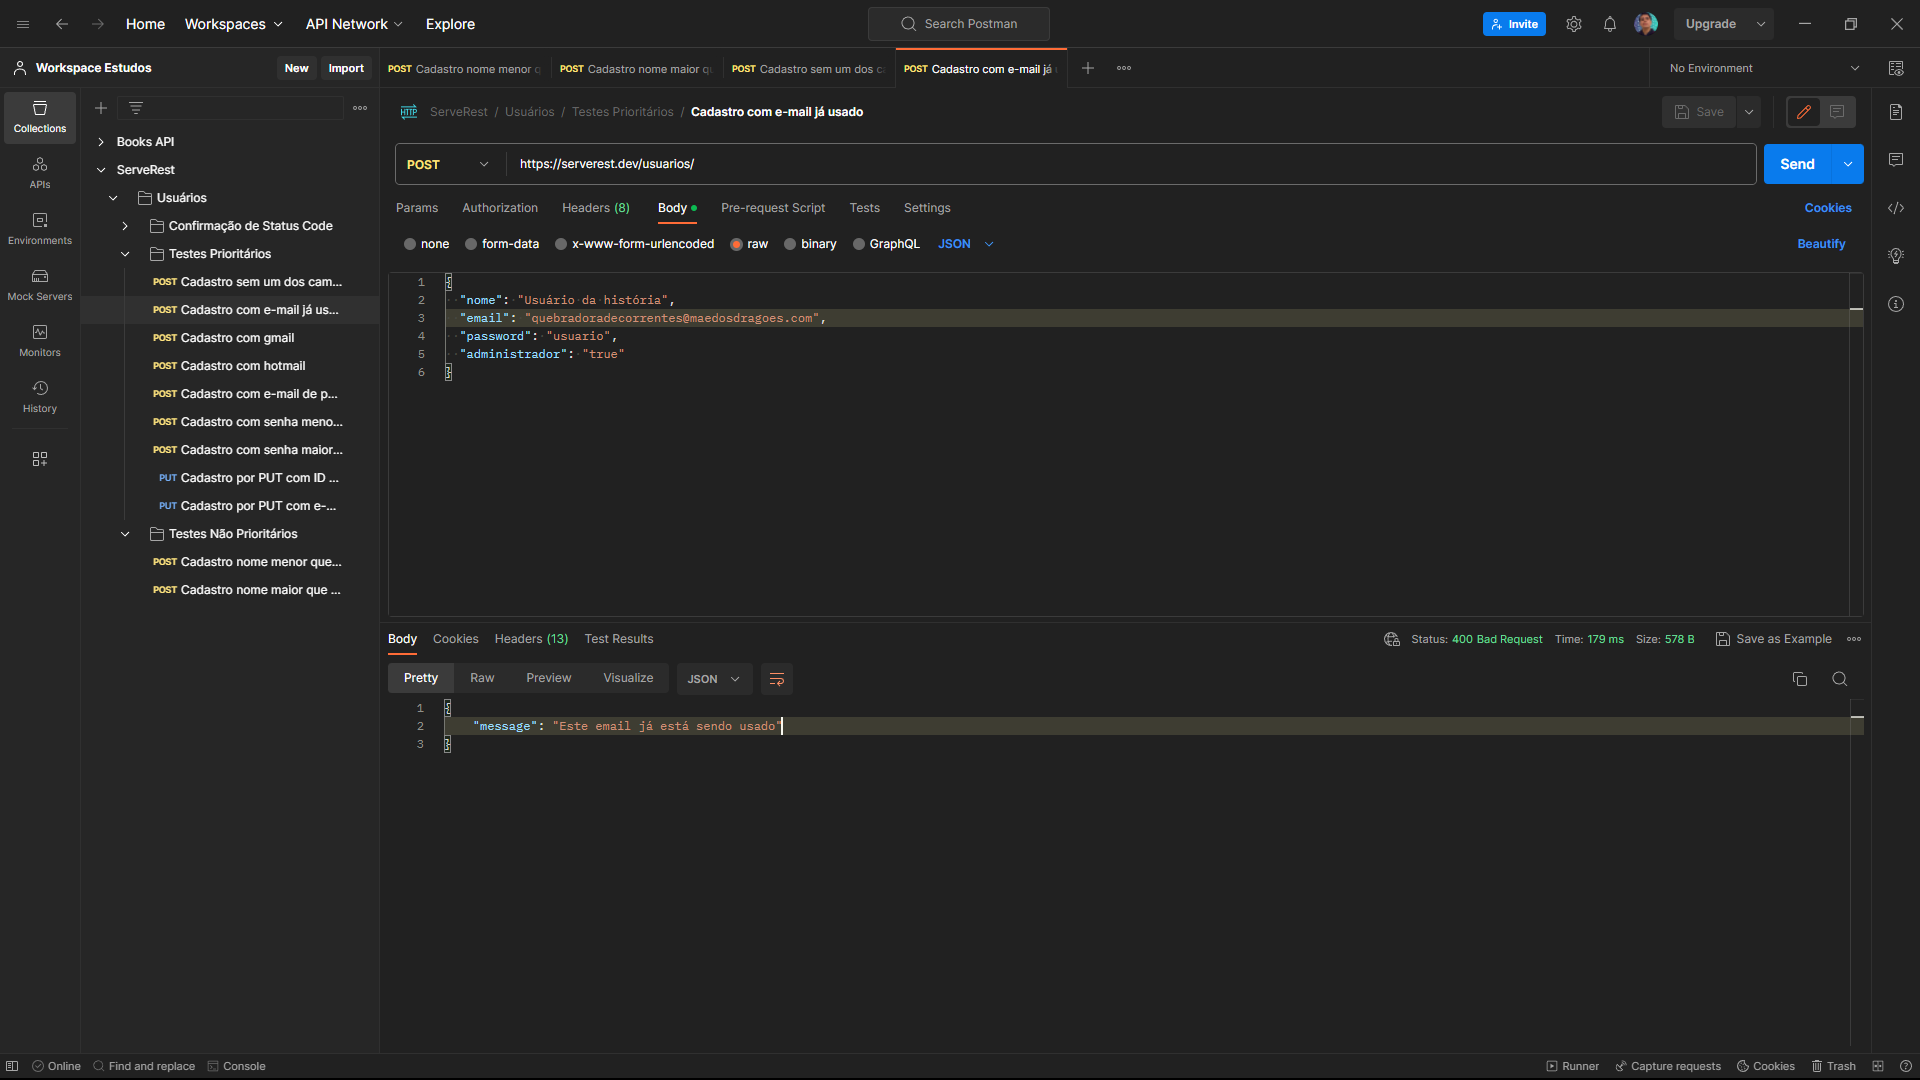 Home Workspaces API Network Explore Search Postman Invite Upgrade
Workspace Estudos New Import
POST Cadastro nome menor q POST Cadastro nome maior qu POST Cadastro sem um dos c POST Cadastro com e-mail já No Environment
Collections
APIs
Environments
Mock Servers
Monitors
History
Books API
ServeRest
Usuários
Confirmação de Status Code
Testes Prioritários
POST Cadastro sem um dos cam...
POST Cadastro com e-mail já us...
POST Cadastro com gmail
POST Cadastro com hotmail
POST Cadastro com e-mail de p...
POST Cadastro com senha meno...
POST Cadastro com senha maior...
PUT Cadastro por PUT com ID ...
PUT Cadastro por PUT com e-...
Testes Não Prioritários
POST Cadastro nome menor que...
POST Cadastro nome maior que ...
HTTP ServeRest / Usuários / Testes Prioritários / Cadastro com e-mail já usado Save
POST https://serverest.dev/usuarios/ Send
Params Authorization Headers (8) Body Pre-request Script Tests Settings Cookies
none form-data x-www-form-urlencoded raw binary GraphQL JSON Beautify
1 {
2 "nome": "Usuário da história",
3 "email": "quebradoradecorrentes@maedosdragoes.com",
4 "password": "usuario",
5 "administrador": "true"
6 }
Body Cookies Headers (13) Test Results Status: 400 Bad Request Time: 179 ms Size: 578 B Save as Example
Pretty Raw Preview Visualize JSON
1 {
2 "message": "Este email já está sendo usado"
3 }
Online Find and replace Console Runner Capture requests Cookies Trash